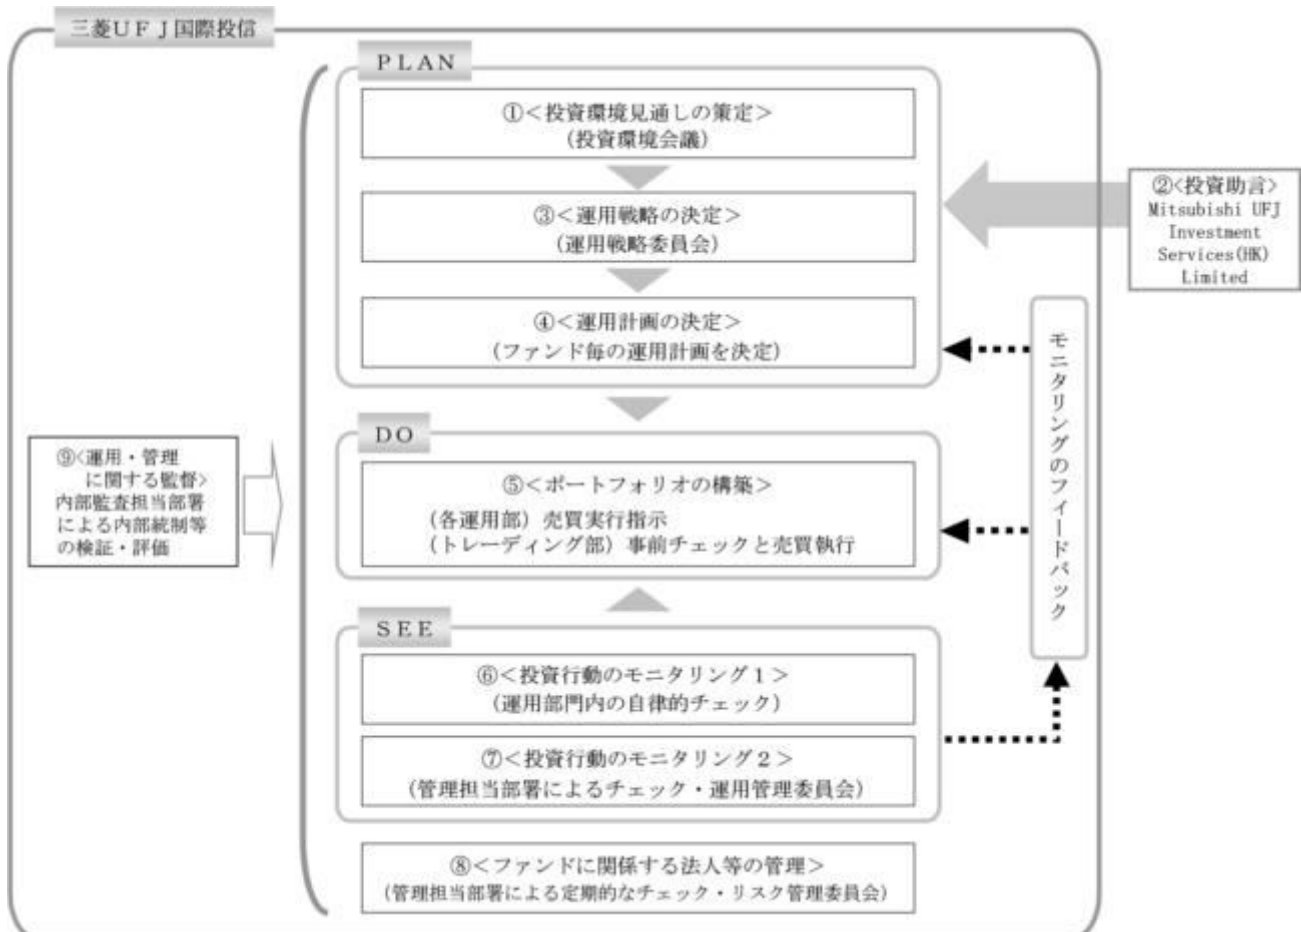 三菱UFJ国際投信
PLAN
①<投資環境見通しの策定>
(投資環境会議)
②<投資助言>
Mitsubishi UFJ
Investment
Services(HK)
Limited
③<運用戦略の決定>
(運用戦略委員会)
④<運用計画の決定>
(ファンド毎の運用計画を決定)
モニタリングのフィードバック
DO
⑤<ポートフォリオの構築>
(各運用部) 売買実行指示
(トレーディング部) 事前チェックと売買執行
⑨<運用・管理
に関する監督>
内部監査担当部署
による内部統制等
の検証・評価
SEE
⑥<投資行動のモニタリング1>
(運用部門内の自律的チェック)
⑦<投資行動のモニタリング2>
(管理担当部署によるチェック・運用管理委員会)
⑧<ファンドに関係する法人等の管理>
(管理担当部署による定期的なチェック・リスク管理委員会)